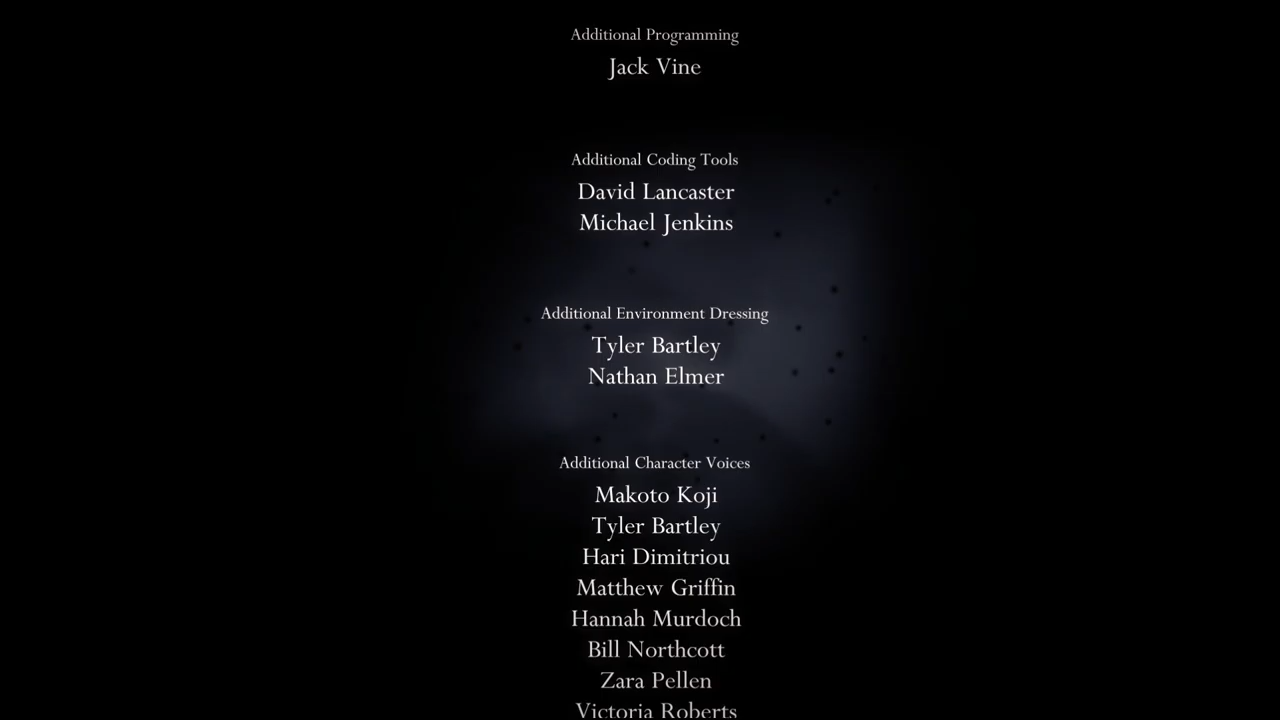 Additional Programming
Jack Vine
Additional Coding Tools
David Lancaster
Michael Jenkins
Additional Environment Dressing
Tyler Bartley
Nathan Elmer
Additional Character Voices
Makoto Koji
Tyler Bartley
Hari Dimitriou
Matthew Griffin
Hannah Murdoch
Bill Northcott
Zara Pellen
Victoria Roberts